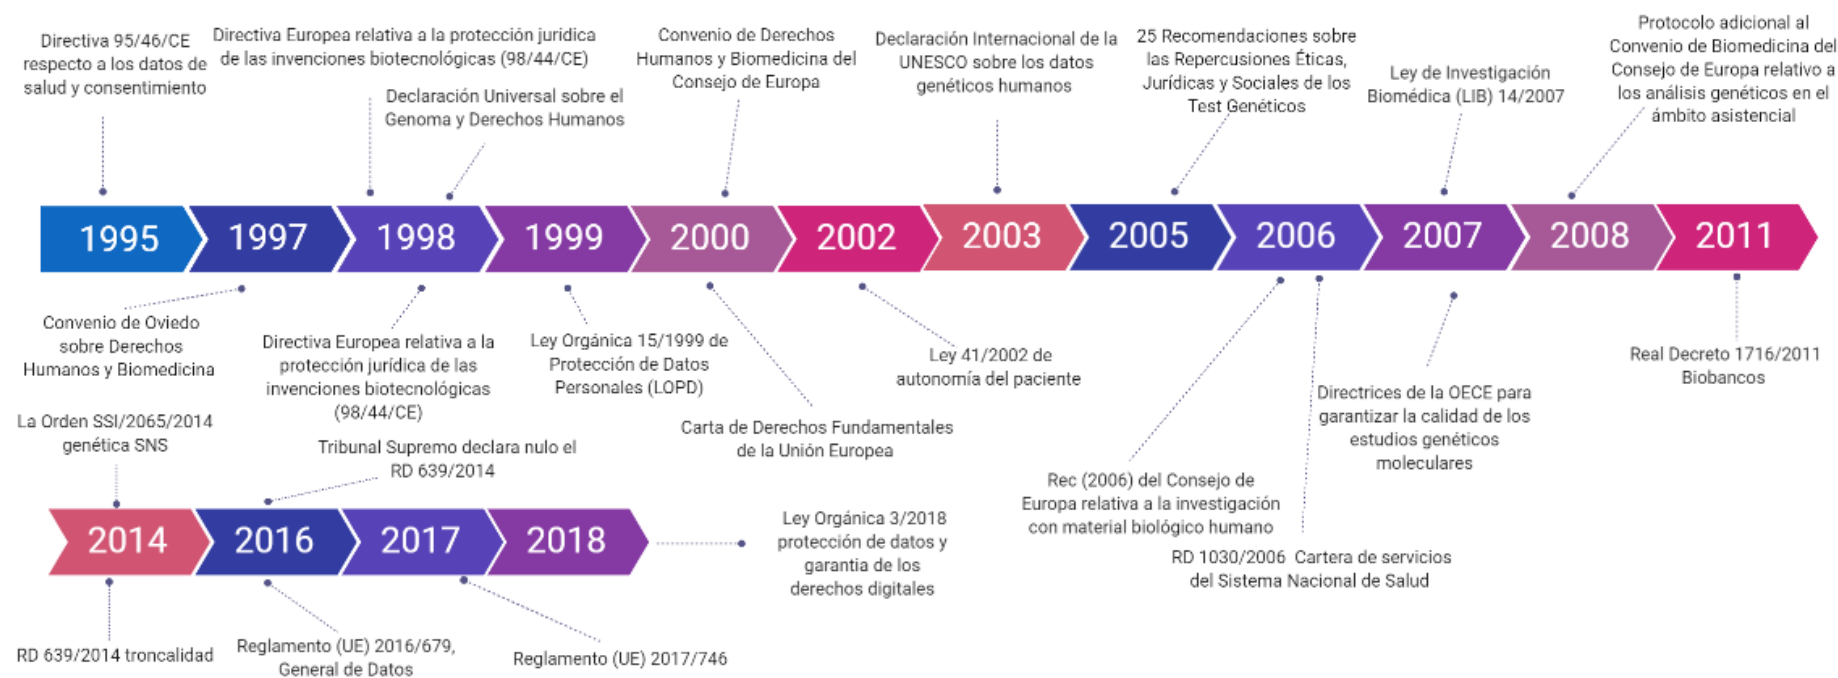 Directiva 95/46/CE
respecto a los datos de
salud y consentimiento
Directiva Europea relativa a la protección jurídica
de las invenciones biotecnológicas (98/44/CE)
Declaración Universal sobre el
Genoma y Derechos Humanos
Convenio de Derechos
Humanos y Biomedicina del
Consejo de Europa
Declaración Internacional de la
UNESCO sobre los datos
genéticos humanos
25 Recomendaciones sobre
las Repercusiones Éticas,
Jurídicas y Sociales de los
Test Genéticos
Ley de Investigación
Biomédica (LIB) 14/2007
Protocolo adicional al
Convenio de Biomedicina del
Consejo de Europa relativo a
los análisis genéticos en el
ámbito asistencial
1995
1997
1998
1999
2000
2002
2003
2005
2006
2007
2008
2011
Convenio de Oviedo
sobre Derechos
Humanos y Biomedicina
Directiva Europea relativa a la
protección jurídica de las
invenciones biotecnológicas
(98/44/CE)
Ley Orgánica 15/1999 de
Protección de Datos
Personales (LOPD)
Carta de Derechos Fundamentales
de la Unión Europea
Ley 41/2002 de
autonomía del paciente
Rec (2006) del Consejo de
Europa relativa a la investigación
con material biológico humano
RD 1030/2006 Cartera de servicios
del Sistema Nacional de Salud
Directrices de la OECE para
garantizar la calidad de los
estudios genéticos
moleculares
Real Decreto 1716/2011
Biobancos
La Orden SSI/2065/2014
genética SNS
Tribunal Supremo declara nulo el
RD 639/2014
2014
2016
2017
2018
Ley Orgánica 3/2018
protección de datos y
garantia de los
derechos digitales
RD 639/2014 troncalidad
Reglamento (UE) 2016/679,
General de Datos
Reglamento (UE) 2017/746